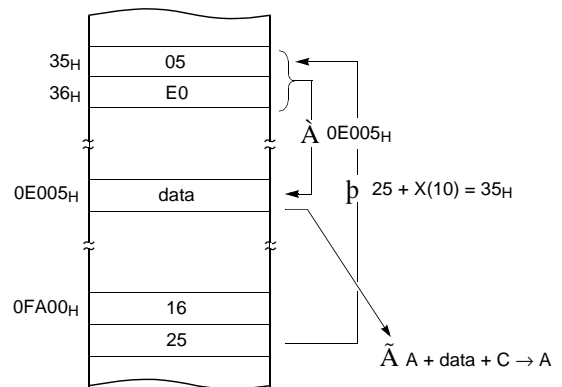 35H 05
36H E0
À 0E005H
0E005H data
þ 25 + X(10) = 35H
0FA00H 16
25
Ã A + data + C → A